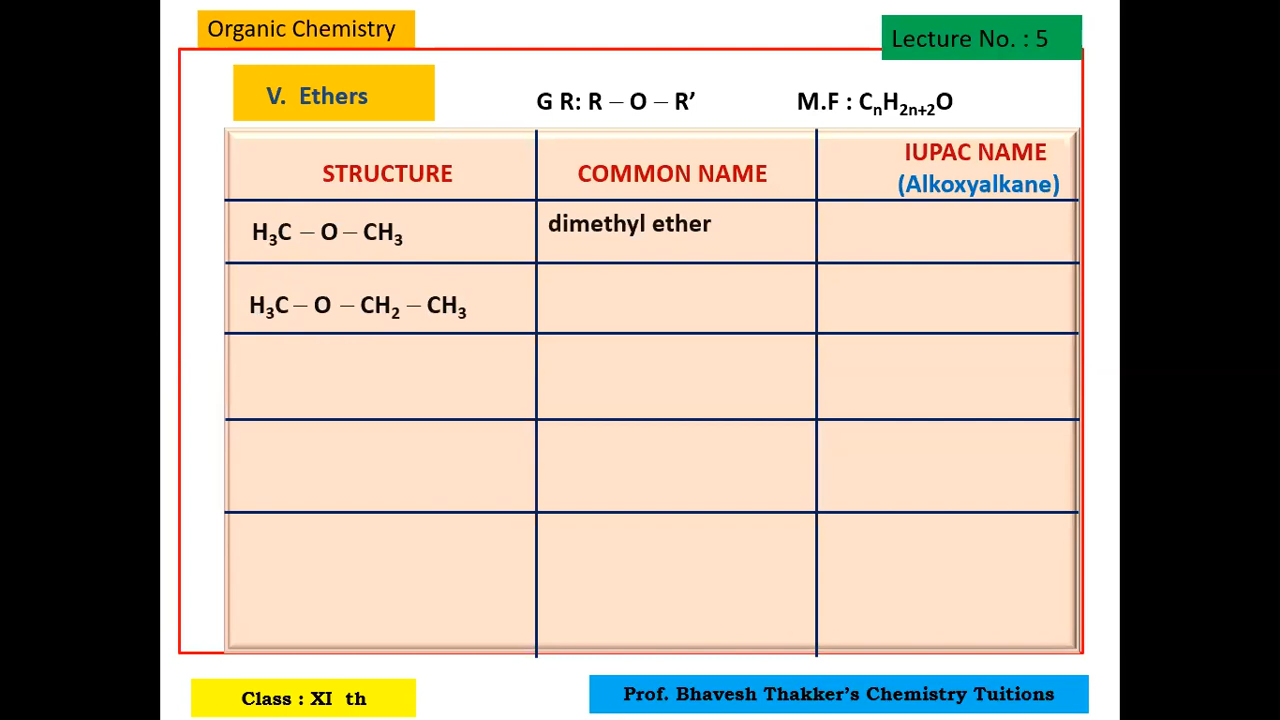 Organic Chemistry
Lecture No. : 5
V. Ethers
G R: R – O – R’
M.F : CₙH₂ₙ₊₂O
STRUCTURE
COMMON NAME
IUPAC NAME
(Alkoxyalkane)
H₃C – O – CH₃
dimethyl ether
H₃C – O – CH₂ – CH₃
Class : XI th
Prof. Bhavesh Thakker’s Chemistry Tuitions